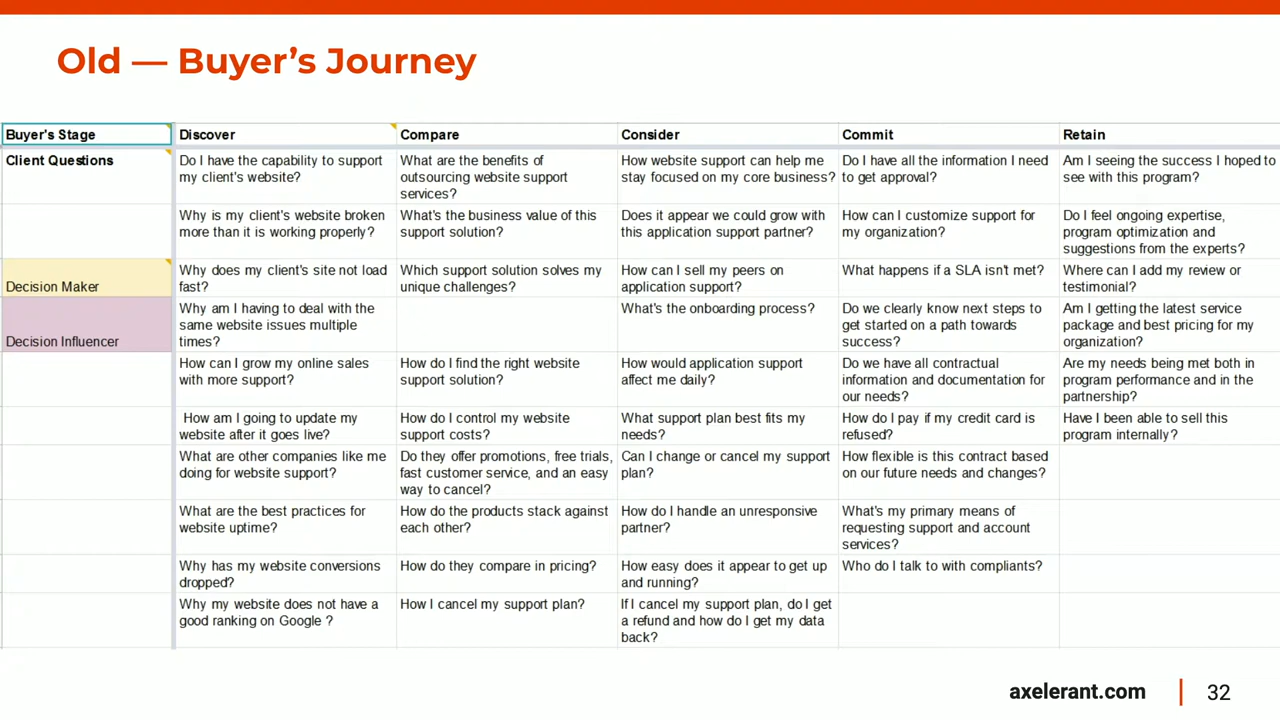 Old — Buyer's Journey
Buyer's Stage
Discover
Compare
Consider
Commit
Retain
Client Questions
Do I have the capability to support
my client's website?
What are the benefits of
outsourcing website support
services?
How website support can help me
stay focused on my core business?
Do I have all the information I need
to get approval?
Am I seeing the success I hoped to
see with this program?
Why is my client's website broken
more than it is working properly?
What's the business value of this
support solution?
Does it appear we could grow with
this application support partner?
How can I customize support for
my organization?
Do I feel ongoing expertise,
program optimization and
suggestions from the experts?
Decision Maker
Why does my client's site not load
fast?
Which support solution solves my
unique challenges?
How can I sell my peers on
application support?
What happens if a SLA isn't met?
Where can I add my review or
testimonial?
Decision Influencer
Why am I having to deal with the
same website issues multiple
times?
What's the onboarding process?
Do we clearly know next steps to
get started on a path towards
success?
Am I getting the latest service
package and best pricing for my
organization?
How can I grow my online sales
with more support?
How do I find the right website
support solution?
How would application support
affect me daily?
Do we have all contractual
information and documentation for
our needs?
Are my needs being met both in
program performance and in the
partnership?
How am I going to update my
website after it goes live?
How do I control my website
support costs?
What support plan best fits my
needs?
How do I pay if my credit card is
refused?
Have I been able to sell this
program internally?
What are other companies like me
doing for website support?
Do they offer promotions, free trials,
fast customer service, and an easy
way to cancel?
Can I change or cancel my support
plan?
How flexible is this contract based
on our future needs and changes?
What are the best practices for
website uptime?
How do the products stack against
each other?
How do I handle an unresponsive
partner?
What's my primary means of
requesting support and account
services?
Why has my website conversions
dropped?
How do they compare in pricing?
How easy does it appear to get up
and running?
Who do I talk to with compliants?
Why my website does not have a
good ranking on Google ?
How I cancel my support plan?
If I cancel my support plan, do I get
a refund and how do I get my data
back?
axelerant.com
32